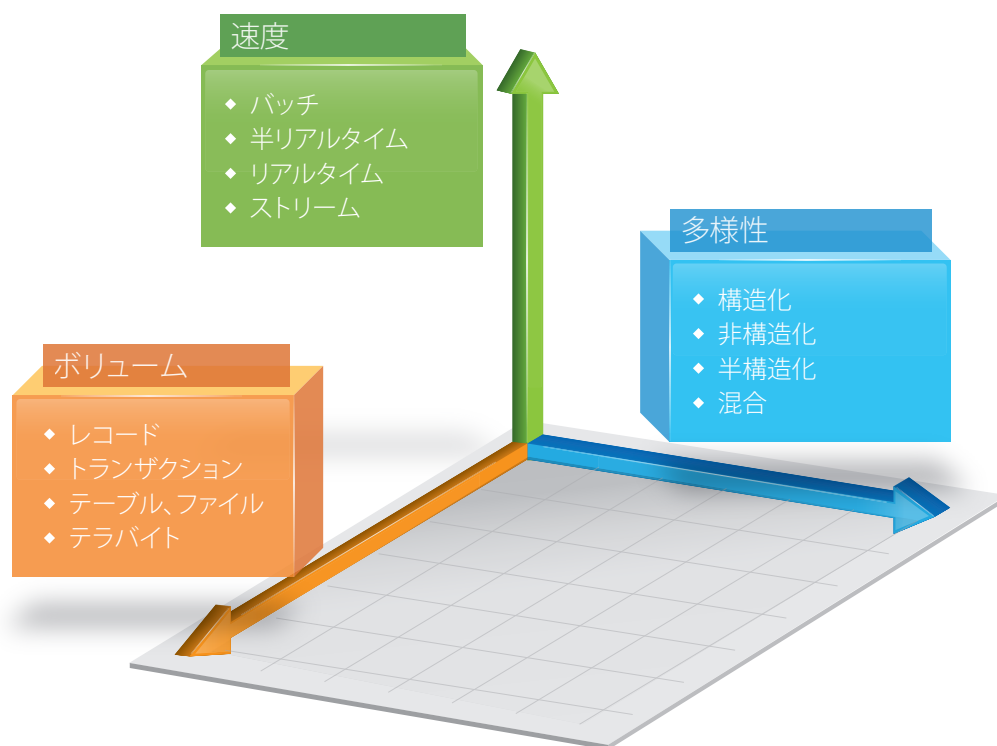 速度
◆ バッチ
◆ 半リアルタイム
◆ リアルタイム
◆ ストリーム
多様性
◆ 構造化
◆ 非構造化
◆ 半構造化
◆ 混合
ボリューム
◆ レコード
◆ トランザクション
◆ テーブル、ファイル
◆ テラバイト